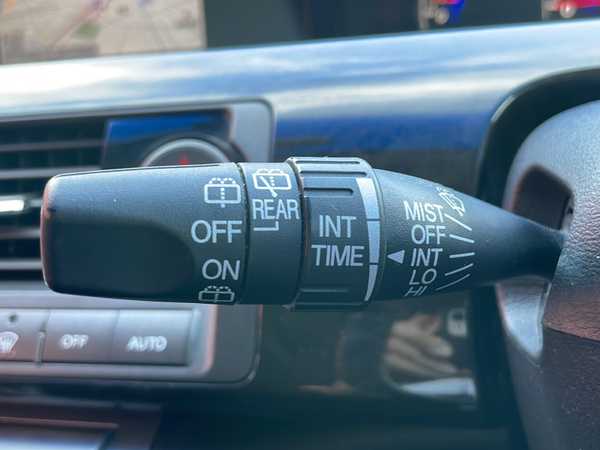 OFF
ON
REAR
INT
TIME
MIST
OFF
INT
LO
HI
OFF
AUTO